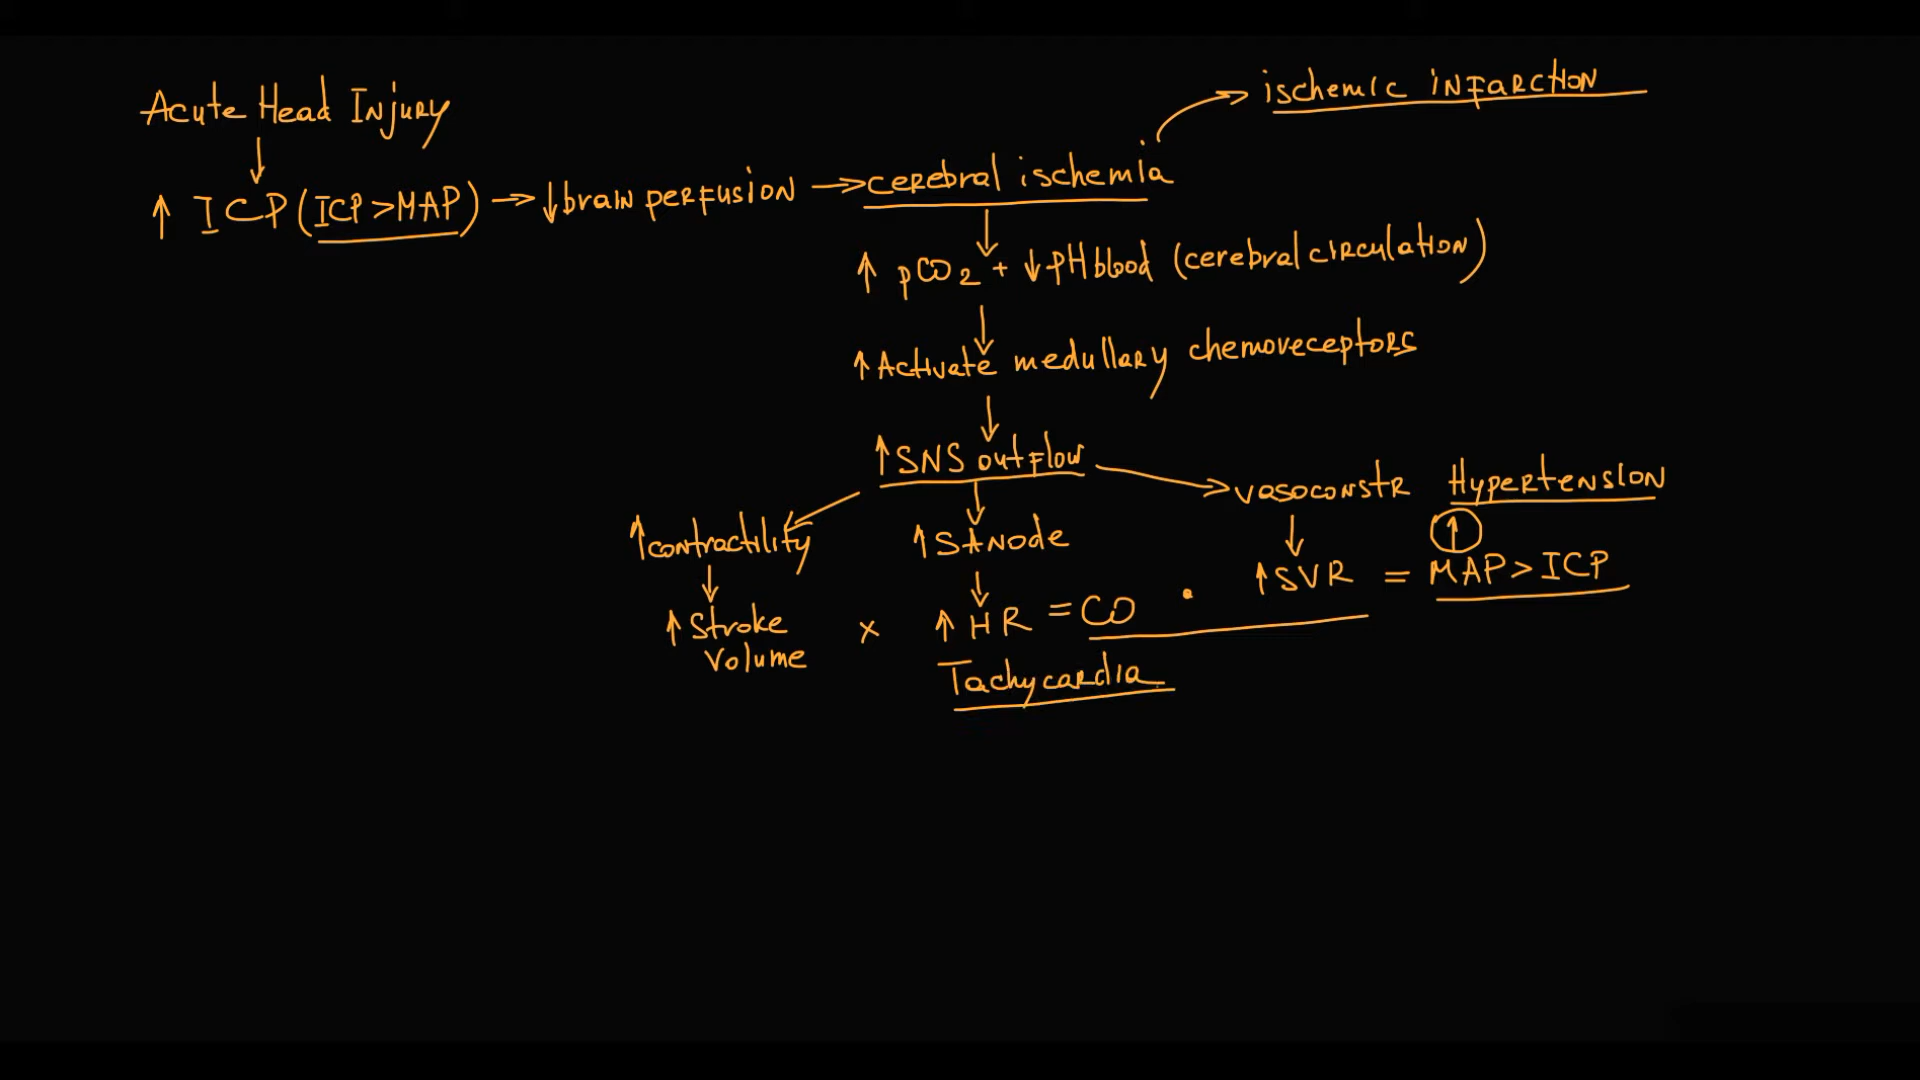 Acute Head Injury
ischemic infarction
↑ ICP (ICP > MAP) → ↓ brain perfusion → cerebral ischemia
↑ pCO2 + ↓ pH blood (cerebral circulation)
↑ Activate medullary chemoreceptors
↑ SNS outflow → vasoconstr Hypertension
↑ contractility ↑ SA Node ↑
↑ SVR = MAP > ICP
↑ Stroke Volume x ↑ HR = CO ·
Tachycardia